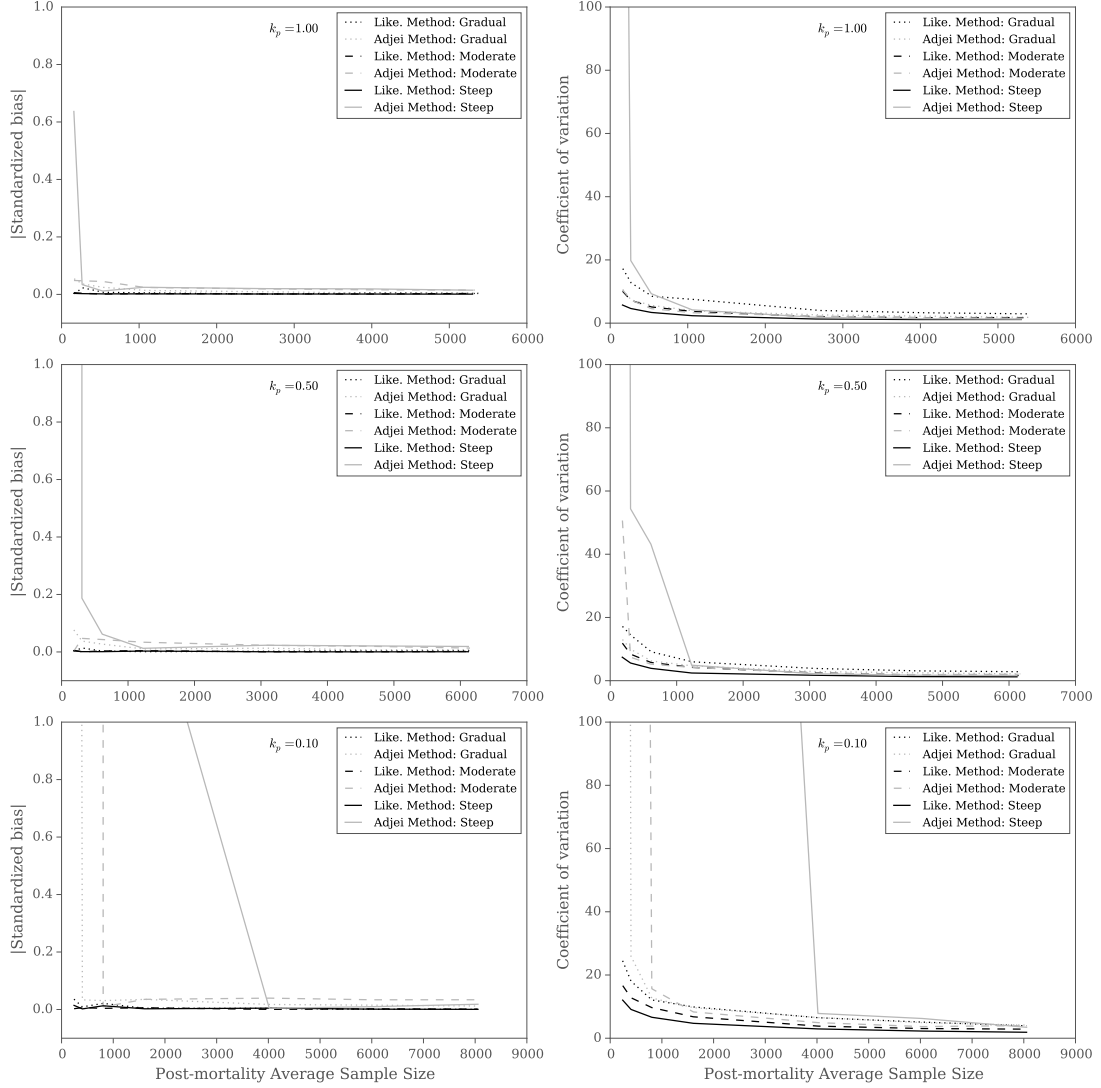 |Standardized bias|
1.0
0.8
0.6
0.4
0.2
0.0
0 1000 2000 3000 4000 5000 6000
k_p =1.00
Like. Method: Gradual
Adjei Method: Gradual
Like. Method: Moderate
Adjei Method: Moderate
Like. Method: Steep
Adjei Method: Steep
Coefficient of variation
100
80
60
40
20
0
0 1000 2000 3000 4000 5000 6000
k_p =1.00
Like. Method: Gradual
Adjei Method: Gradual
Like. Method: Moderate
Adjei Method: Moderate
Like. Method: Steep
Adjei Method: Steep
|Standardized bias|
1.0
0.8
0.6
0.4
0.2
0.0
0 1000 2000 3000 4000 5000 6000 7000
k_p =0.50
Like. Method: Gradual
Adjei Method: Gradual
Like. Method: Moderate
Adjei Method: Moderate
Like. Method: Steep
Adjei Method: Steep
Coefficient of variation
100
80
60
40
20
0
0 1000 2000 3000 4000 5000 6000 7000
k_p =0.50
Like. Method: Gradual
Adjei Method: Gradual
Like. Method: Moderate
Adjei Method: Moderate
Like. Method: Steep
Adjei Method: Steep
|Standardized bias|
1.0
0.8
0.6
0.4
0.2
0.0
0 1000 2000 3000 4000 5000 6000 7000 8000 9000
k_p =0.10
Like. Method: Gradual
Adjei Method: Gradual
Like. Method: Moderate
Adjei Method: Moderate
Like. Method: Steep
Adjei Method: Steep
Post-mortality Average Sample Size
Coefficient of variation
100
80
60
40
20
0
0 1000 2000 3000 4000 5000 6000 7000 8000 9000
k_p =0.10
Like. Method: Gradual
Adjei Method: Gradual
Like. Method: Moderate
Adjei Method: Moderate
Like. Method: Steep
Adjei Method: Steep
Post-mortality Average Sample Size